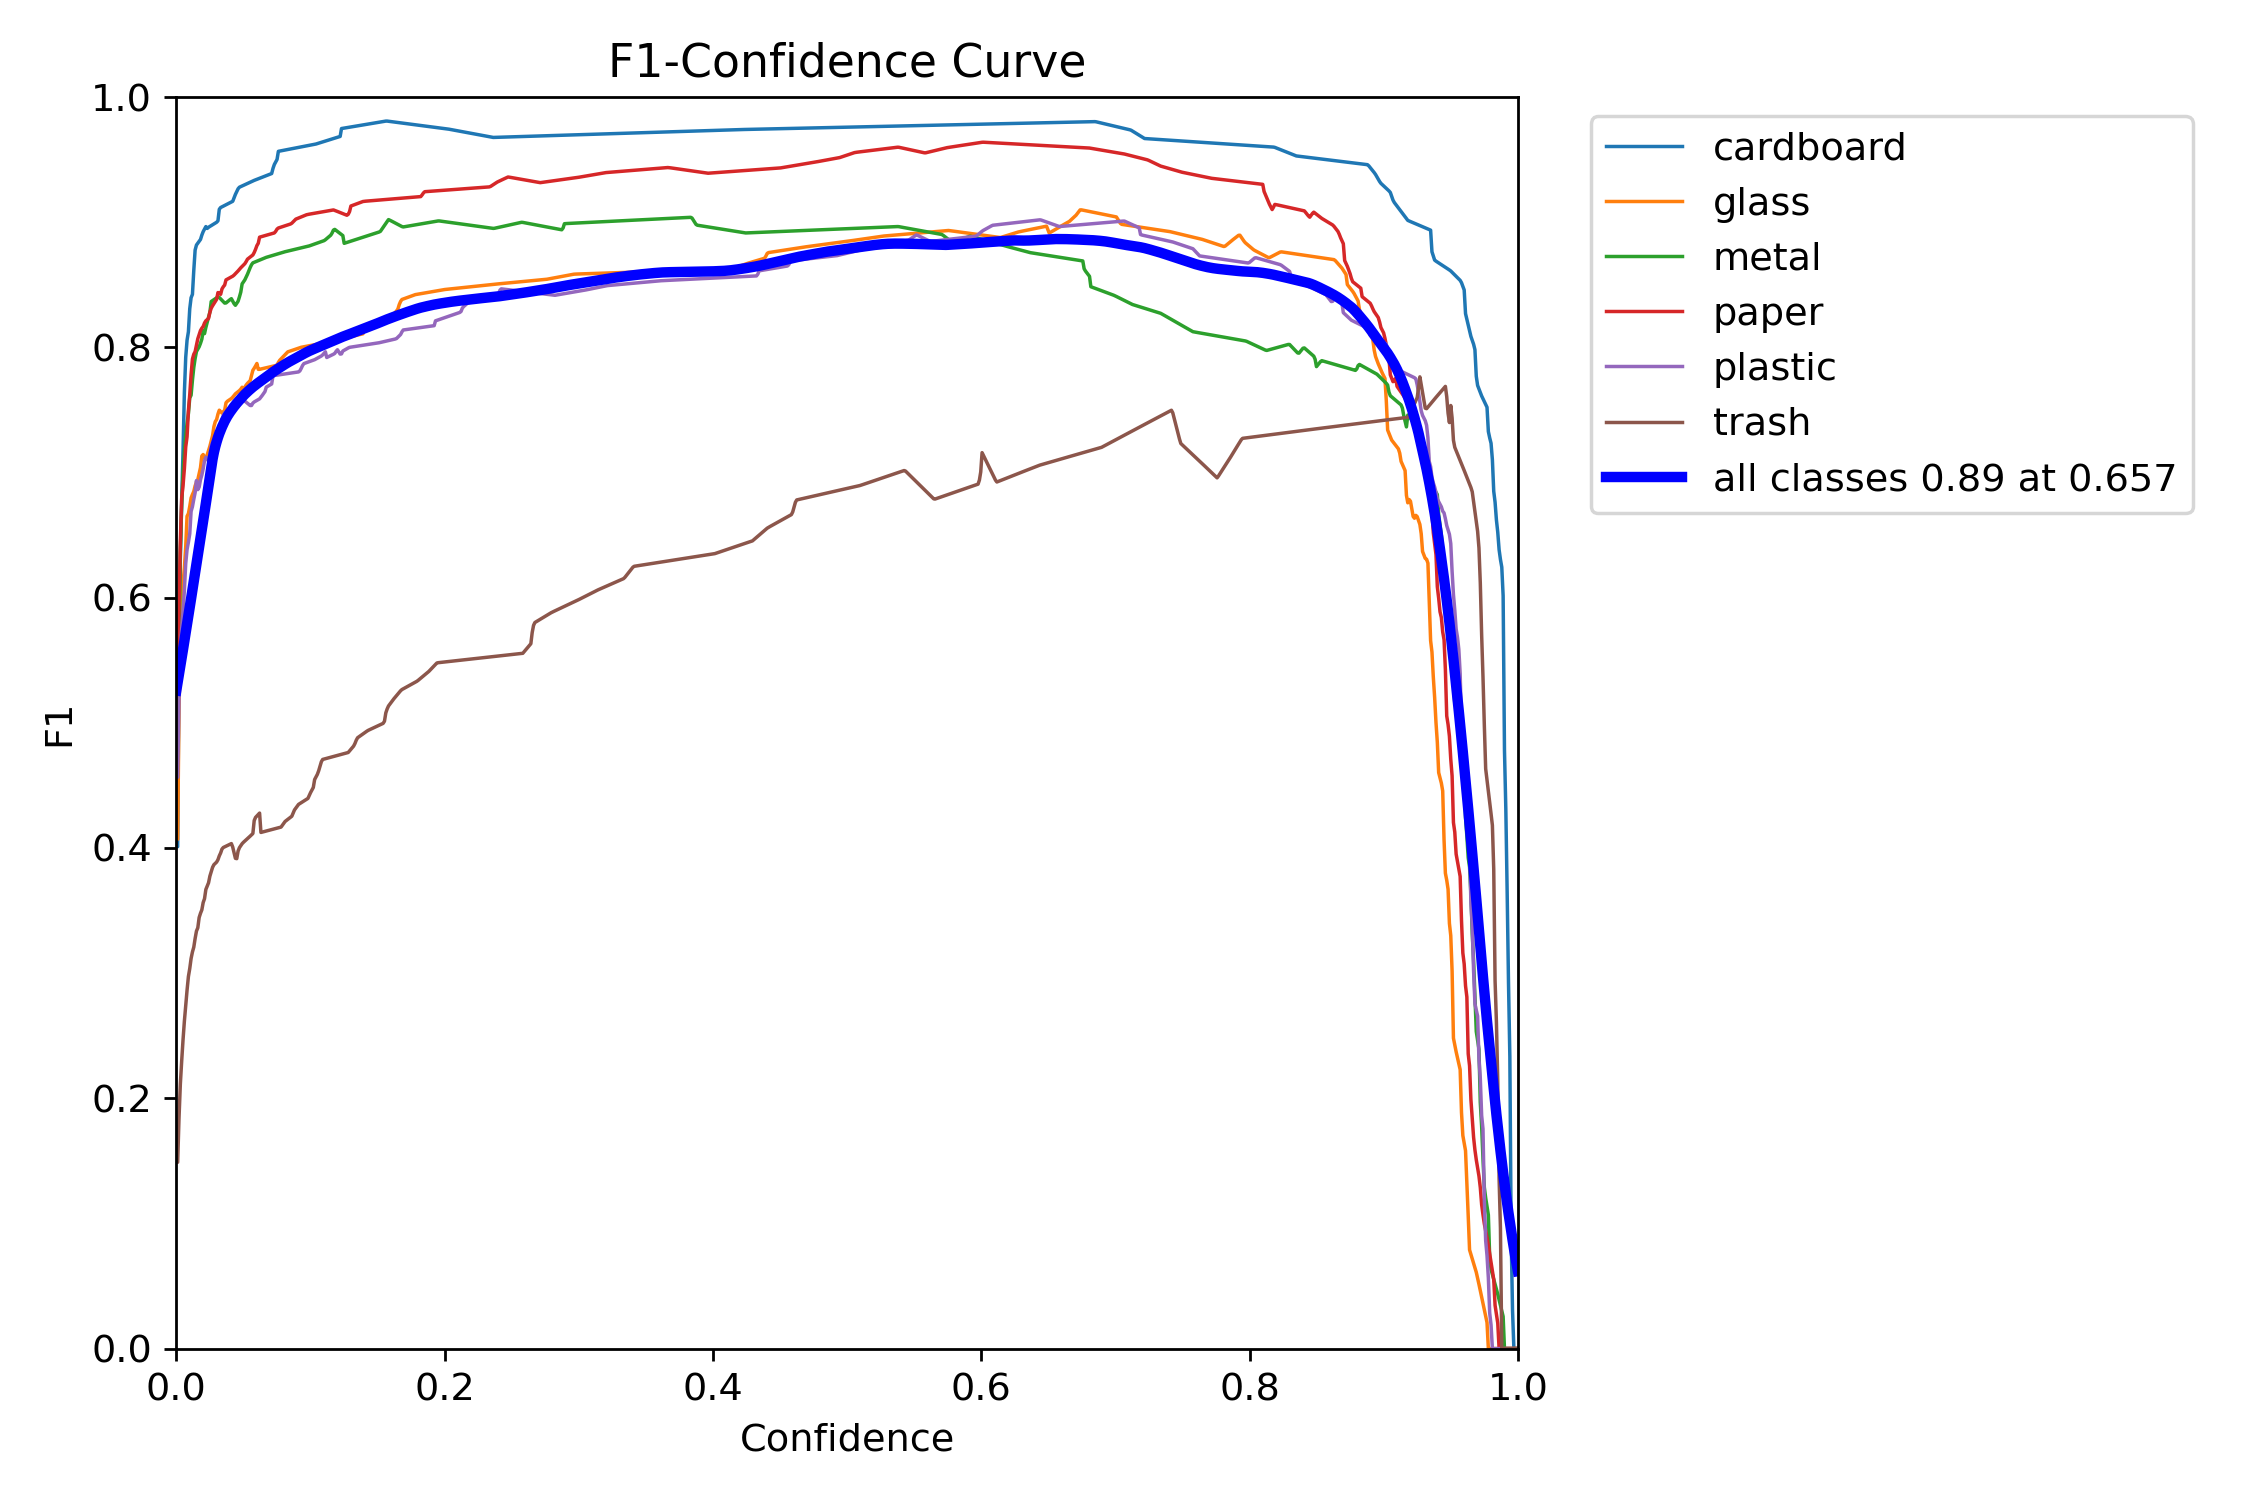 F1-Confidence Curve
1.0
0.8
0.6
0.4
0.2
0.0
F1
0.0 0.2 0.4 0.6 0.8 1.0
Confidence
cardboard
glass
metal
paper
plastic
trash
all classes 0.89 at 0.657